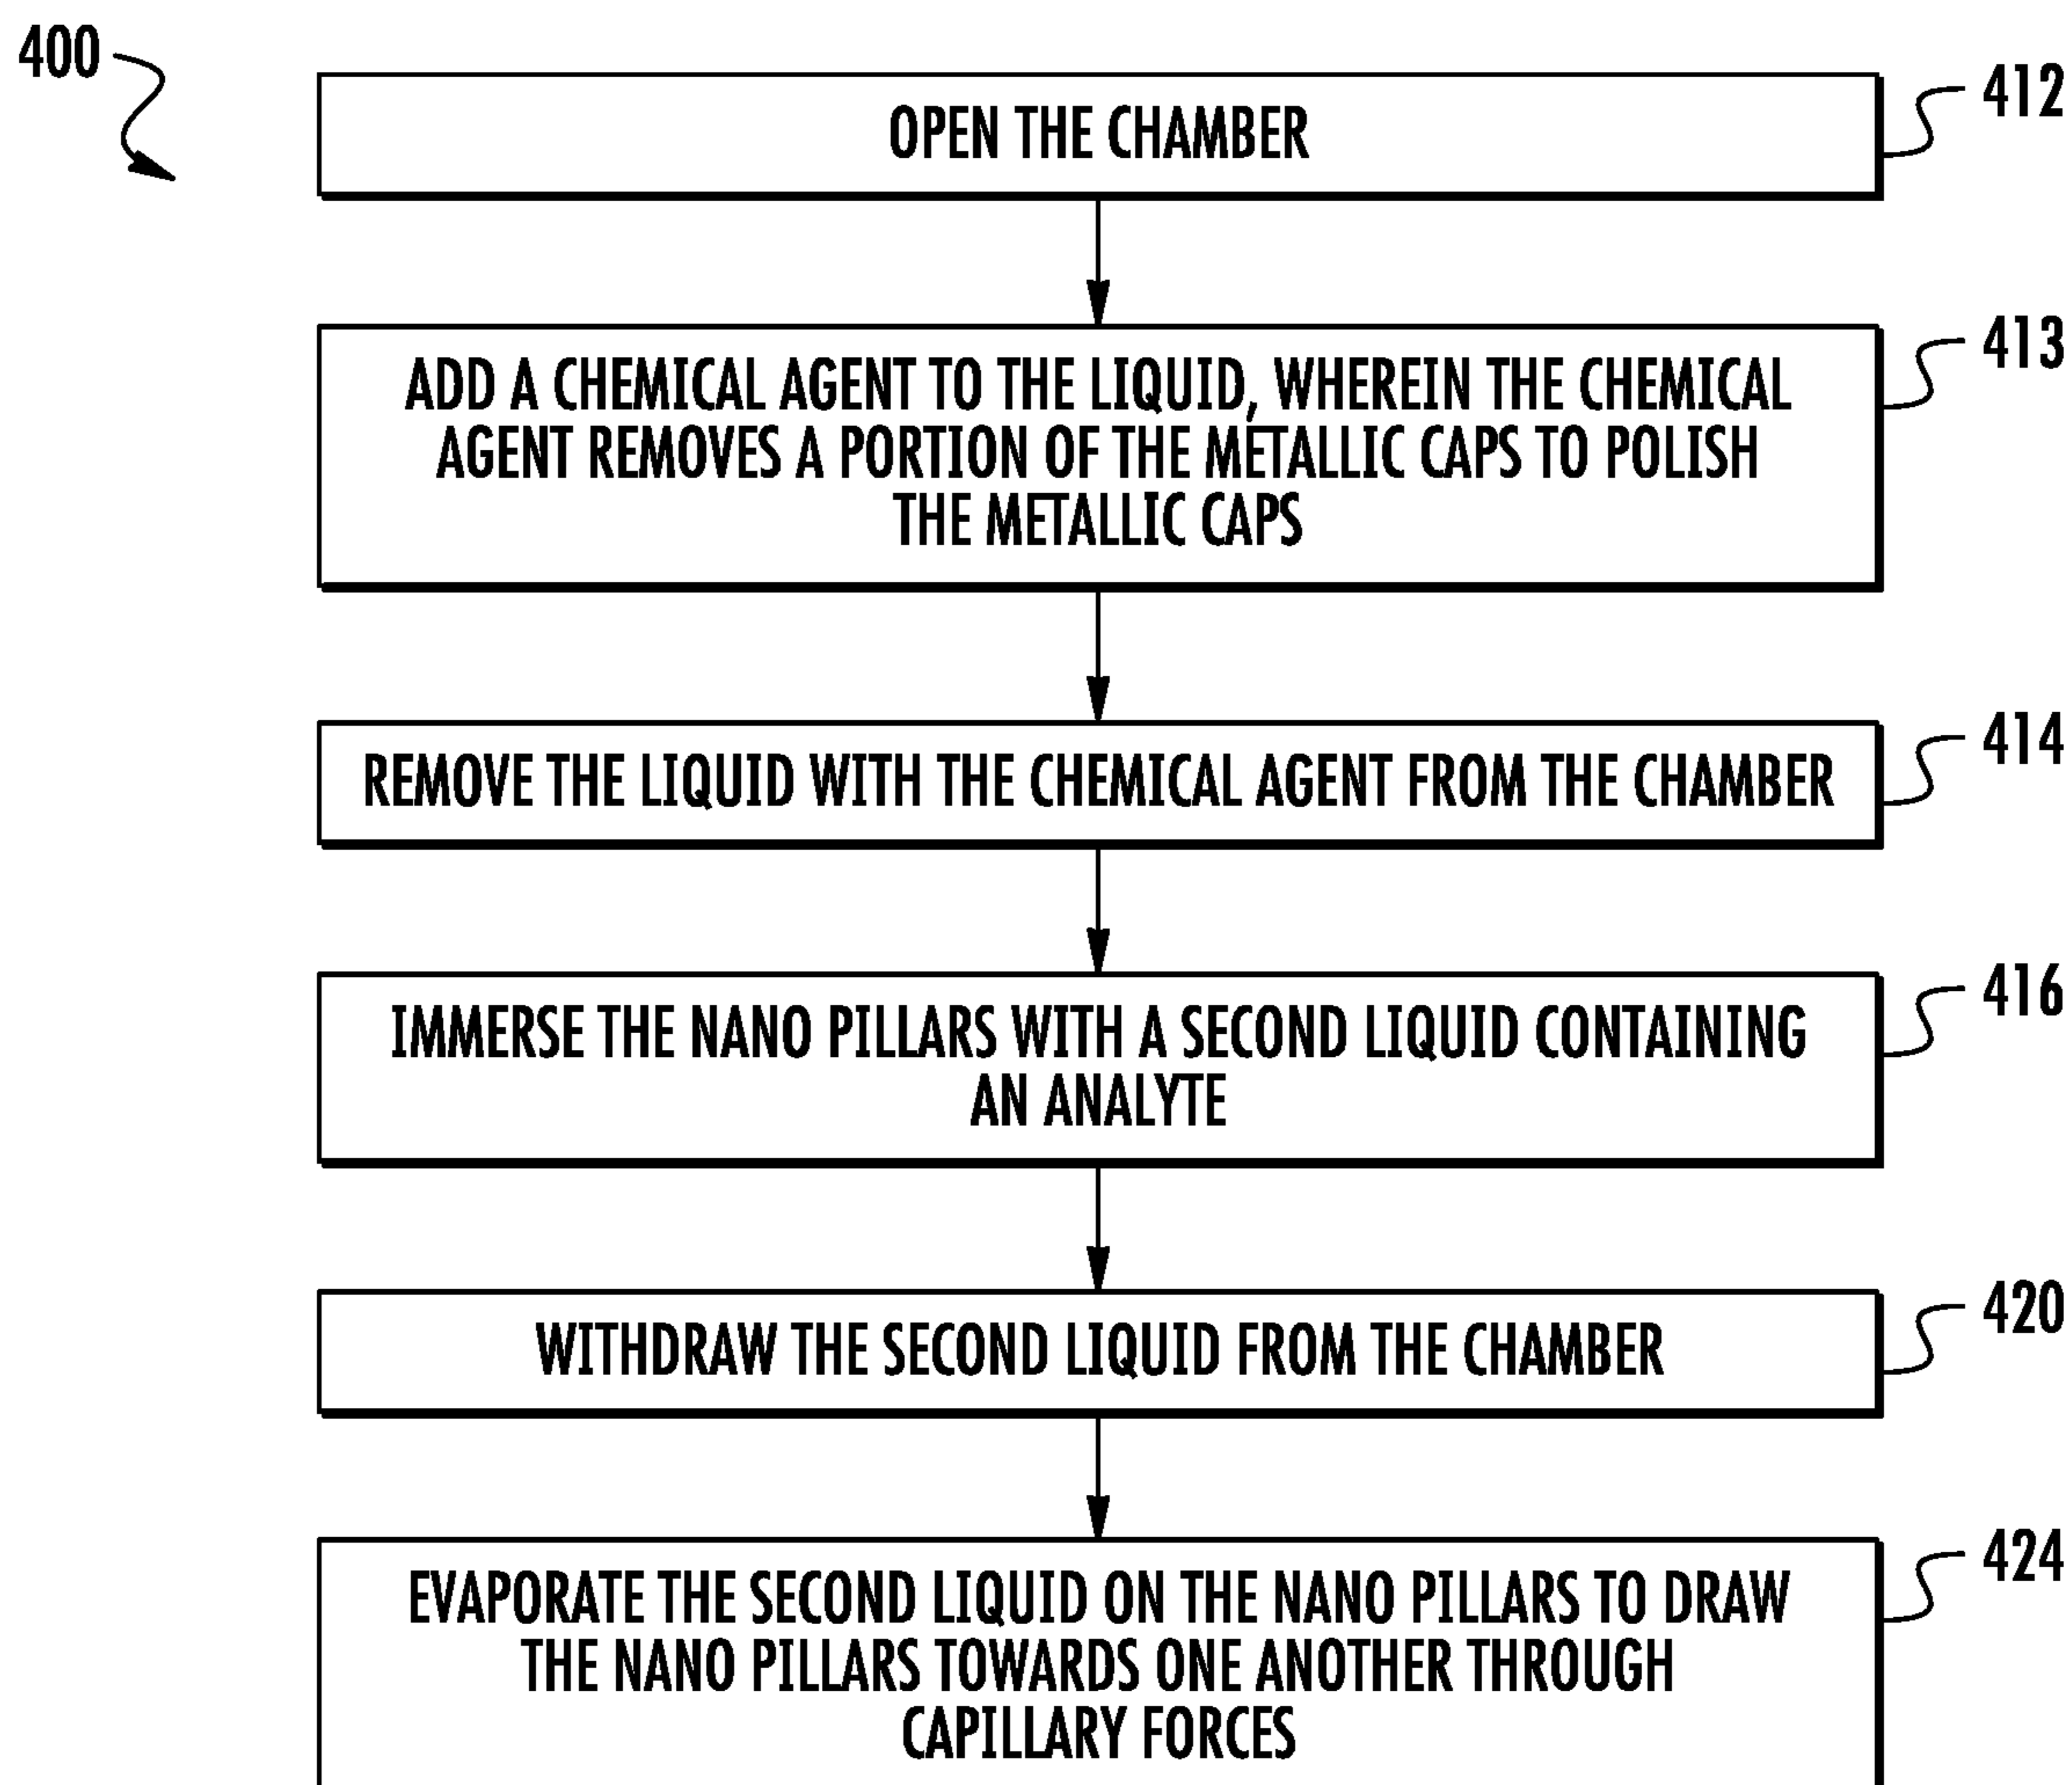 400
OPEN THE CHAMBER
412
ADD A CHEMICAL AGENT TO THE LIQUID, WHEREIN THE CHEMICAL
AGENT REMOVES A PORTION OF THE METALLIC CAPS TO POLISH
THE METALLIC CAPS
413
REMOVE THE LIQUID WITH THE CHEMICAL AGENT FROM THE CHAMBER
414
IMMERSE THE NANO PILLARS WITH A SECOND LIQUID CONTAINING
AN ANALYTE
416
WITHDRAW THE SECOND LIQUID FROM THE CHAMBER
420
EVAPORATE THE SECOND LIQUID ON THE NANO PILLARS TO DRAW
THE NANO PILLARS TOWARDS ONE ANOTHER THROUGH
CAPILLARY FORCES
424